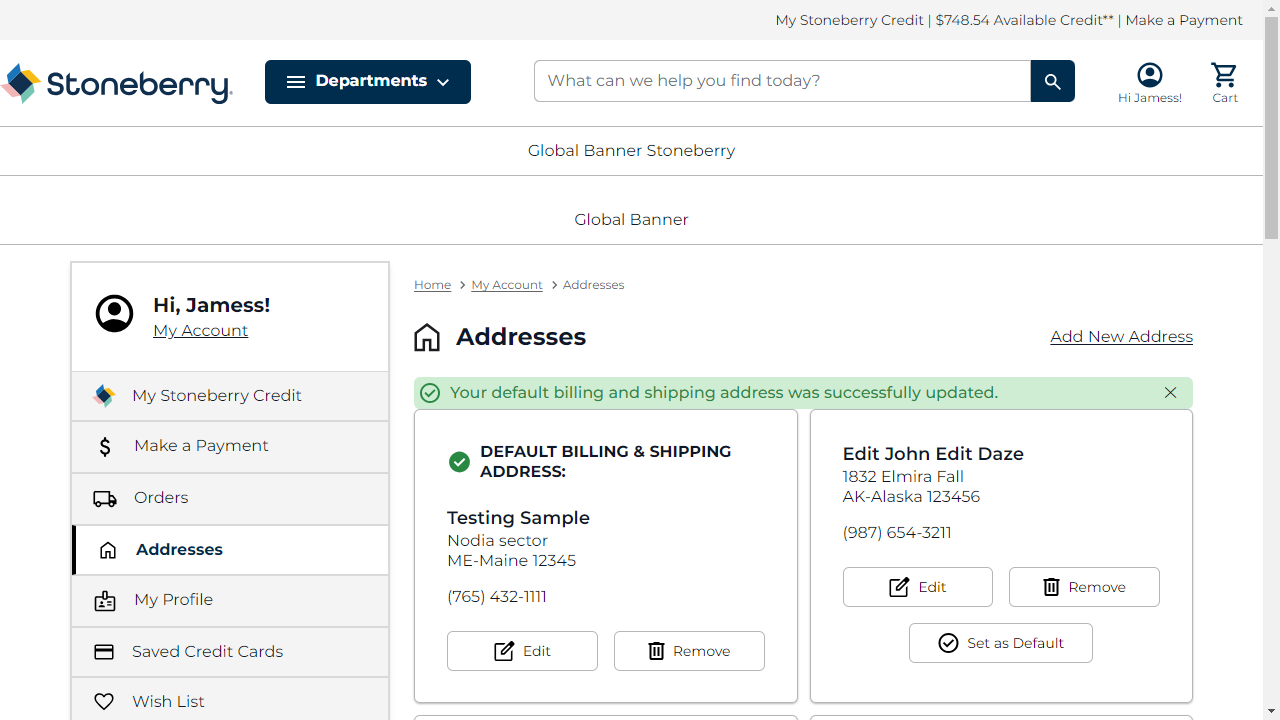 My Stoneberry Credit | $748.54 Available Credit** | Make a Payment
Stoneberry.
Departments
What can we help you find today?
Hi Jamess!
Cart
Global Banner Stoneberry
Global Banner
Hi, Jamess!
My Account
My Stoneberry Credit
Make a Payment
Orders
Addresses
My Profile
Saved Credit Cards
Wish List
Home > My Account > Addresses
Addresses
Add New Address
Your default billing and shipping address was successfully updated.
DEFAULT BILLING & SHIPPING
ADDRESS:
Testing Sample
Nodia sector
ME-Maine 12345
(765) 432-1111
Edit
Remove
Edit John Edit Daze
1832 Elmira Fall
AK-Alaska 123456
(987) 654-3211
Edit
Remove
Set as Default